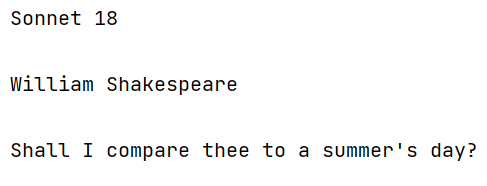 Sonnet 18
William Shakespeare
Shall I compare thee to a summer's day?